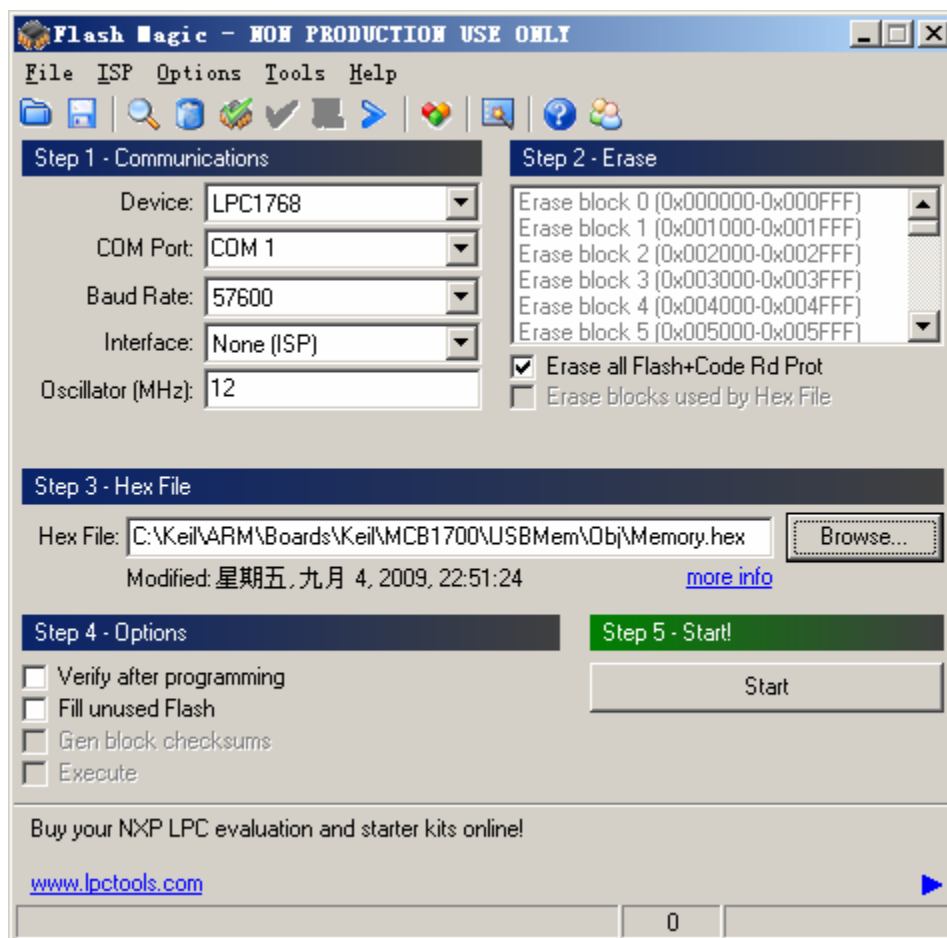 Flash Magic - NON PRODUCTION USE ONLY
File ISP Options Tools Help
Step 1 - Communications
Device: LPC1768
COM Port: COM 1
Baud Rate: 57600
Interface: None (ISP)
Oscillator (MHz): 12
Step 2 - Erase
Erase block 0 (0x000000-0x000FFF)
Erase block 1 (0x001000-0x001FFF)
Erase block 2 (0x002000-0x002FFF)
Erase block 3 (0x003000-0x003FFF)
Erase block 4 (0x004000-0x004FFF)
Erase block 5 (0x005000-0x005FFF)
Erase all Flash+Code Rd Prot
Erase blocks used by Hex File
Step 3 - Hex File
Hex File: C:\Keil\ARM\Boards\Keil\MCB1700\USBMem\Obj\Memory.hex Browse...
Modified: 星期五, 九月 4, 2009, 22:51:24 more info
Step 4 - Options
Verify after programming
Fill unused Flash
Gen block checksums
Execute
Step 5 - Start!
Start
Buy your NXP LPC evaluation and starter kits online!
www.lpctools.com
0